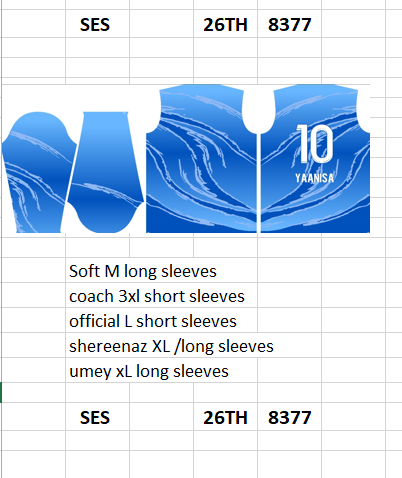 SES 26TH 8377
10
YAANISA
Soft M long sleeves
coach 3xl short sleeves
official L short sleeves
shereenaz XL /long sleeves
umey xL long sleeves
SES 26TH 8377